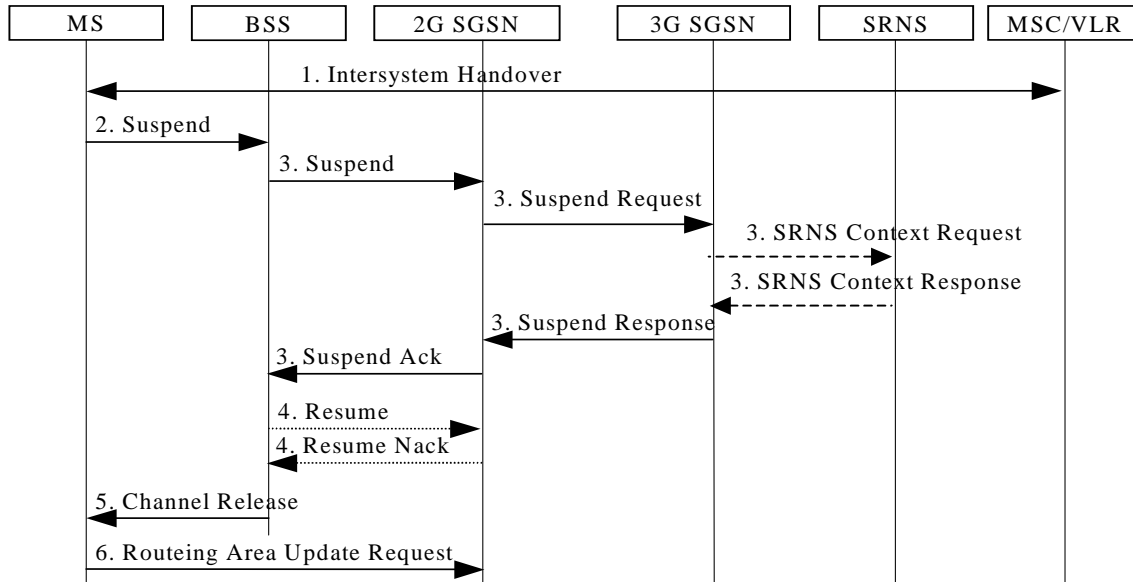 MS BSS 2G SGSN 3G SGSN SRNS MSC/VLR
1. Intersystem Handover
2. Suspend
3. Suspend
3. Suspend Request
3. SRNS Context Request
3. SRNS Context Response
3. Suspend Response
3. Suspend Ack
4. Resume
4. Resume Nack
5. Channel Release
6. Routeing Area Update Request